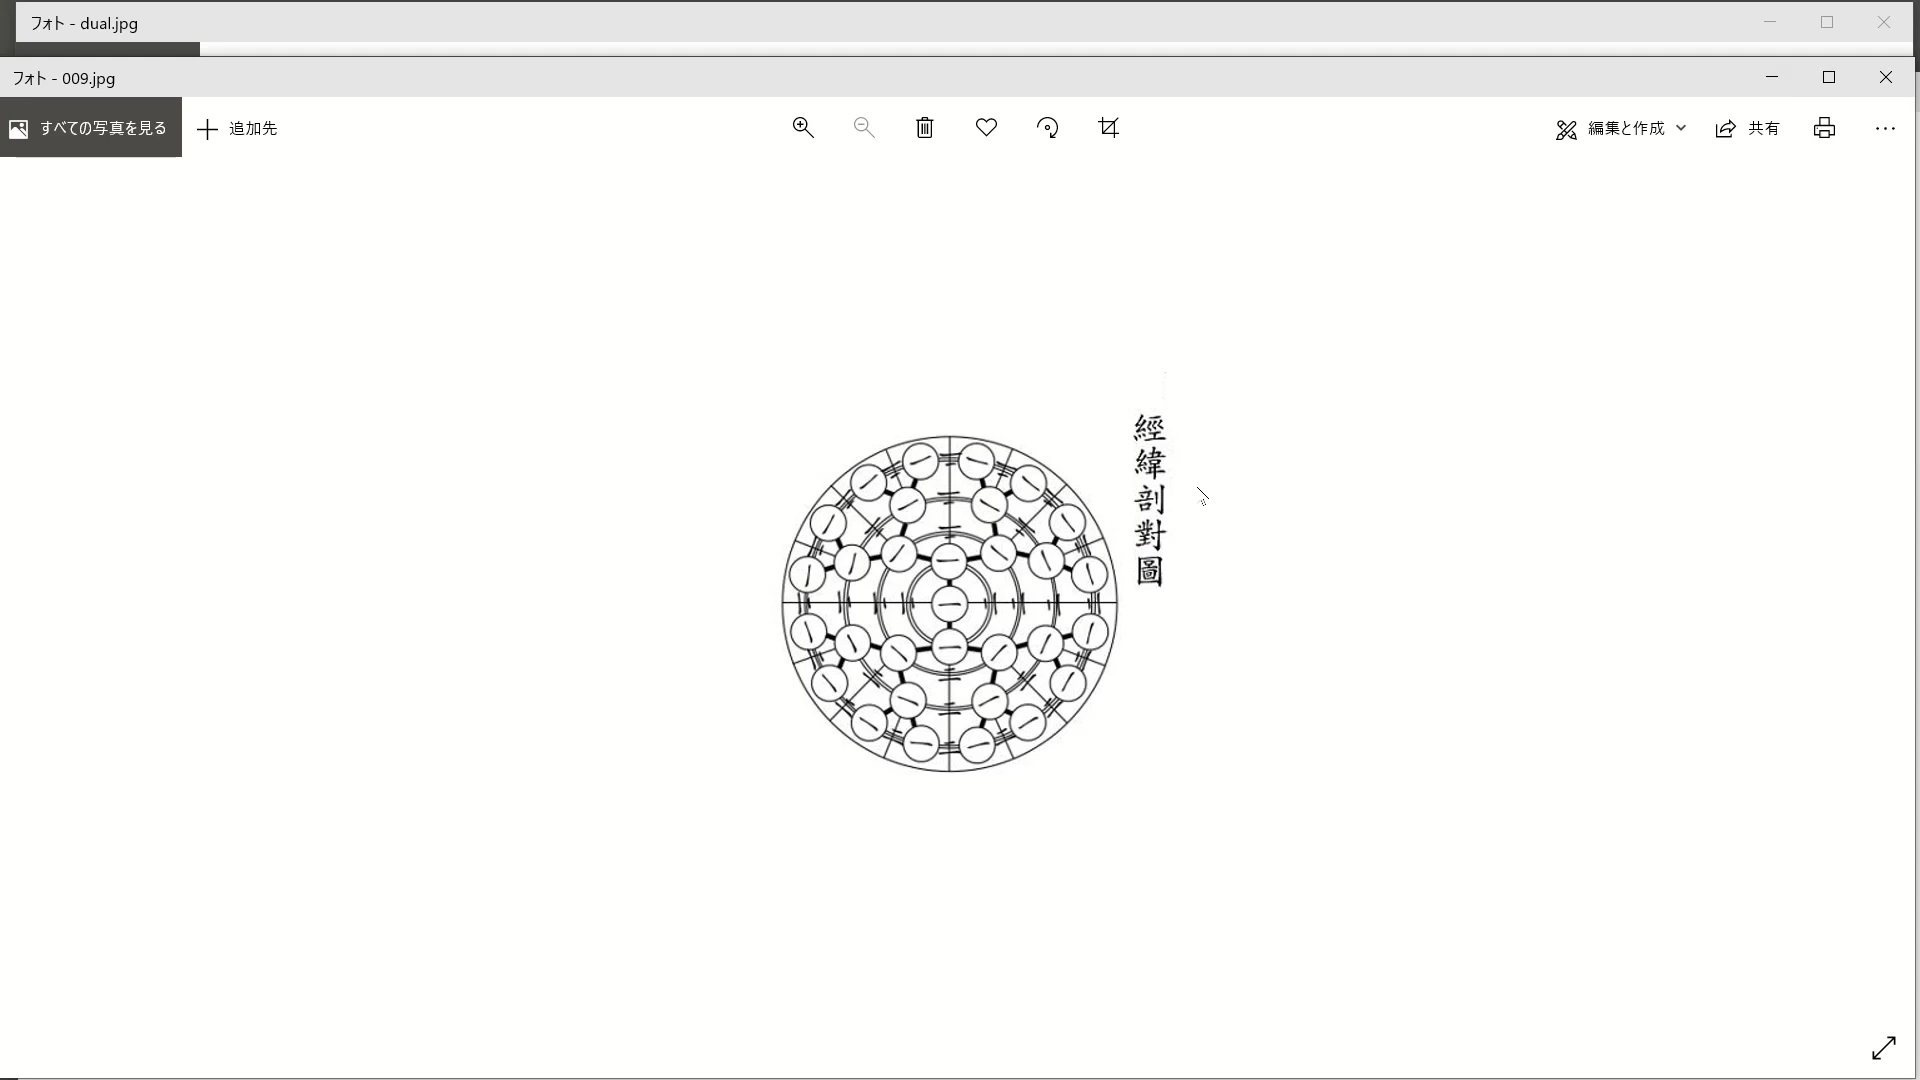 フォト - dual.jpg
フォト - 009.jpg
すべての写真を見る
追加先
編集と作成
共有
經緯剖對圖